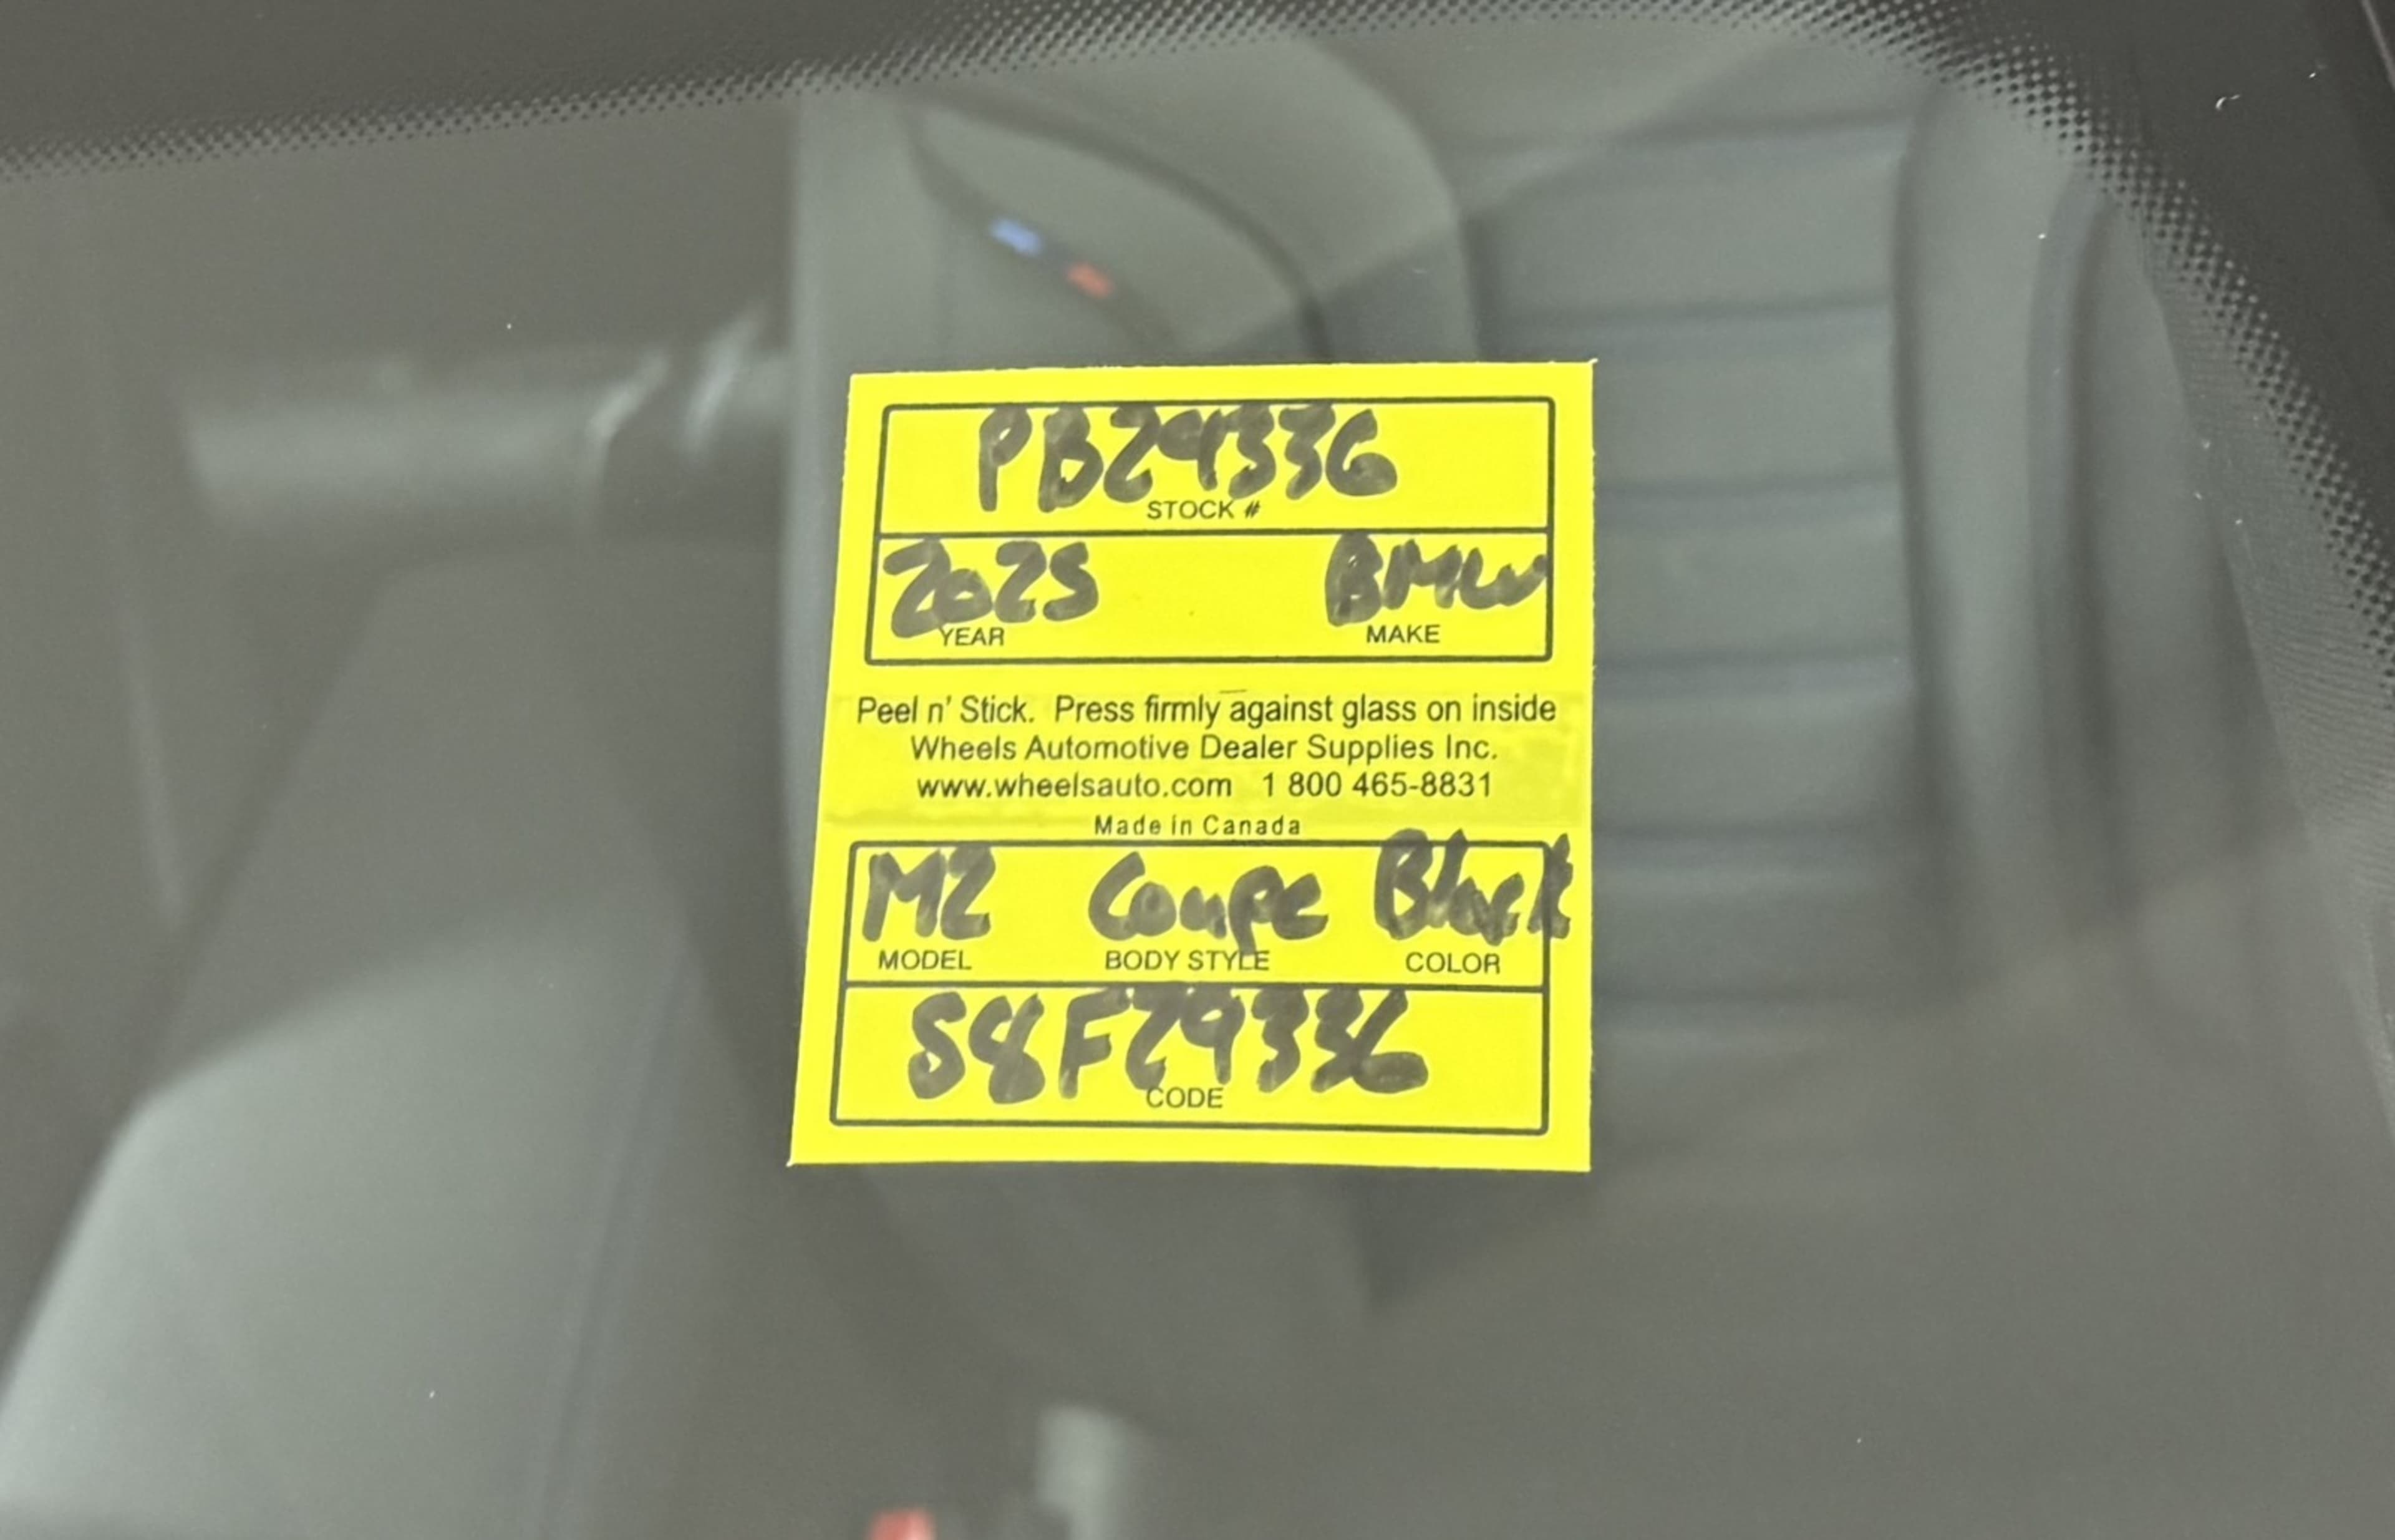 PB29336
STOCK #
2025 BMW
YEAR MAKE
Peel n' Stick. Press firmly against glass on inside
Wheels Automotive Dealer Supplies Inc.
www.wheelsauto.com 1 800 465-8831
Made in Canada
M2 Coupe Black
MODEL BODY STYLE COLOR
S8F29336
CODE